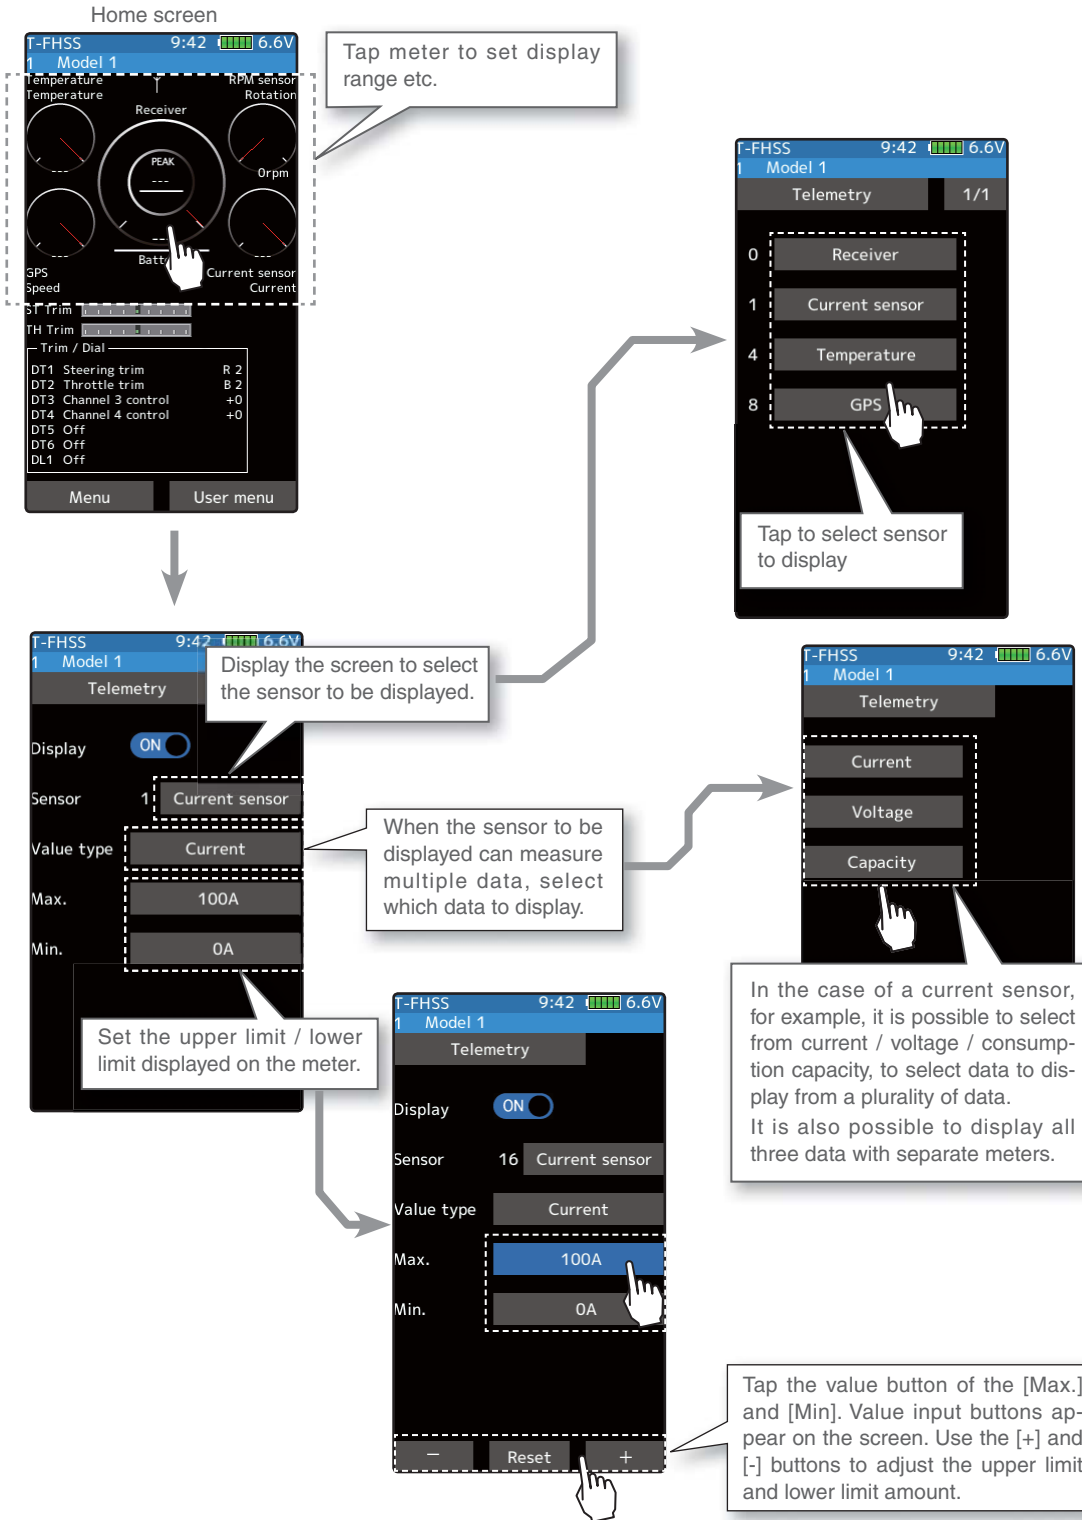 Home screen
T-FHSS 9:42 6.6V
1 Model 1
Temperature RPM sensor
Temperature Rotation
Receiver
PEAK
---
--- 0rpm
---
--- ---
GPS Current sensor
Speed Current
ST Trim
TH Trim
Trim / Dial
DT1 Steering trim R 2
DT2 Throttle trim B 2
DT3 Channel 3 control +0
DT4 Channel 4 control +0
DT5 Off
DT6 Off
DL1 Off
Menu User menu
Tap meter to set display
range etc.
T-FHSS 9:42 6.6V
1 Model 1
Telemetry 1/1
0 Receiver
1 Current sensor
4 Temperature
8 GPS
Tap to select sensor
to display
T-FHSS 9:42 6.6V
1 Model 1
Telemetry
Display ON
Sensor 1 Current sensor
Value type Current
Max. 100A
Min. 0A
Display the screen to select
the sensor to be displayed.
When the sensor to be
displayed can measure
multiple data, select
which data to display.
Set the upper limit / lower
limit displayed on the meter.
T-FHSS 9:42 6.6V
1 Model 1
Telemetry
Current
Voltage
Capacity
In the case of a current sensor,
for example, it is possible to select
from current / voltage / consump-
tion capacity, to select data to dis-
play from a plurality of data.
It is also possible to display all
three data with separate meters.
T-FHSS 9:42 6.6V
1 Model 1
Telemetry
Display ON
Sensor 16 Current sensor
Value type Current
Max. 100A
Min. 0A
− Reset +
Tap the value button of the [Max.]
and [Min]. Value input buttons ap-
pear on the screen. Use the [+] and
[-] buttons to adjust the upper limit
and lower limit amount.